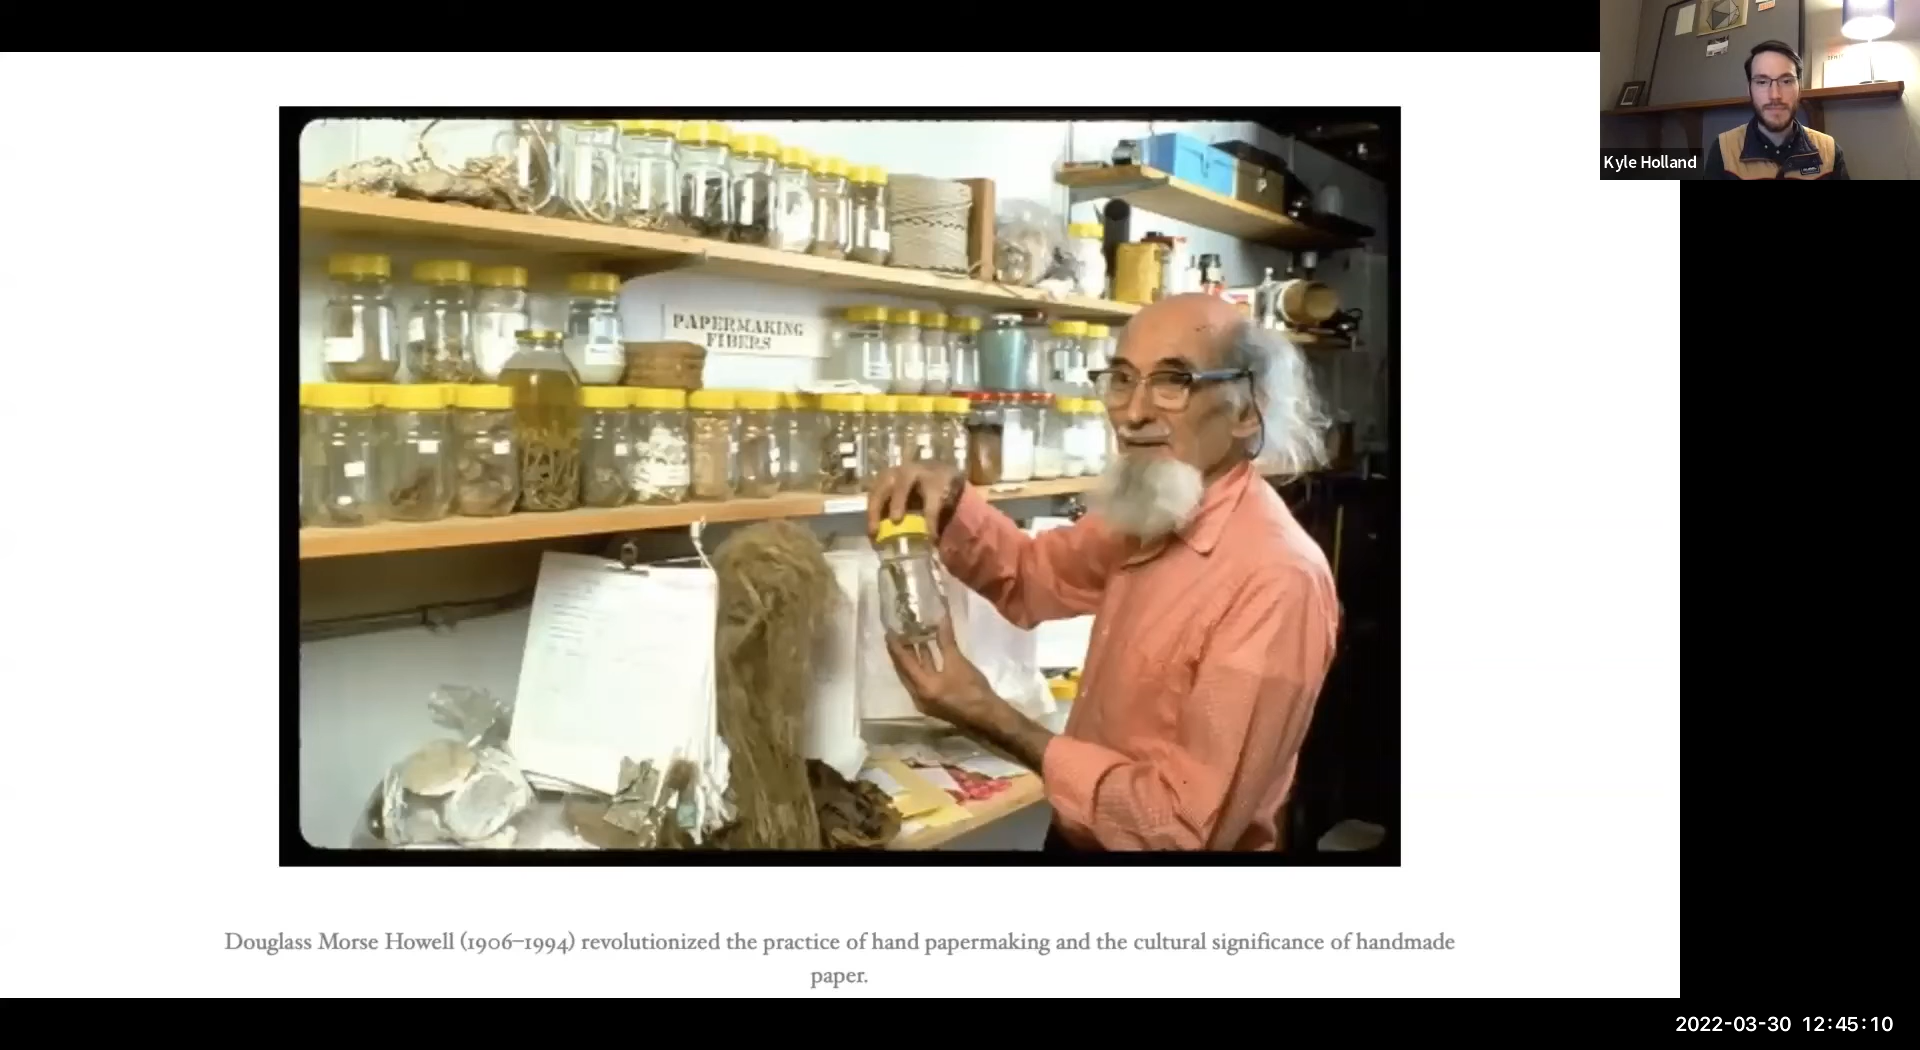 Kyle Holland
PAPERMAKING
FIBERS
Douglass Morse Howell (1906–1994) revolutionized the practice of hand papermaking and the cultural significance of handmade
paper.
2022-03-30 12:45:10